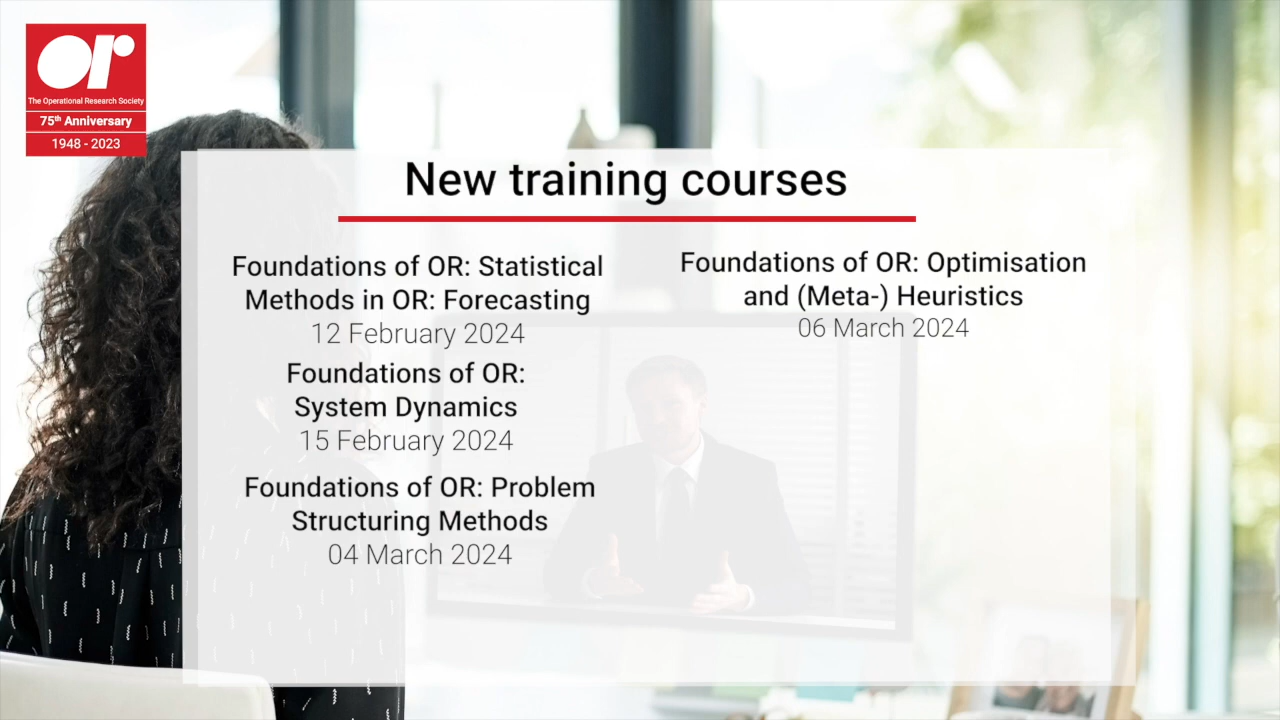 or
The Operational Research Society
75th Anniversary
1948 - 2023
New training courses
Foundations of OR: Statistical
Methods in OR: Forecasting
12 February 2024
Foundations of OR:
System Dynamics
15 February 2024
Foundations of OR: Problem
Structuring Methods
04 March 2024
Foundations of OR: Optimisation
and (Meta-) Heuristics
06 March 2024